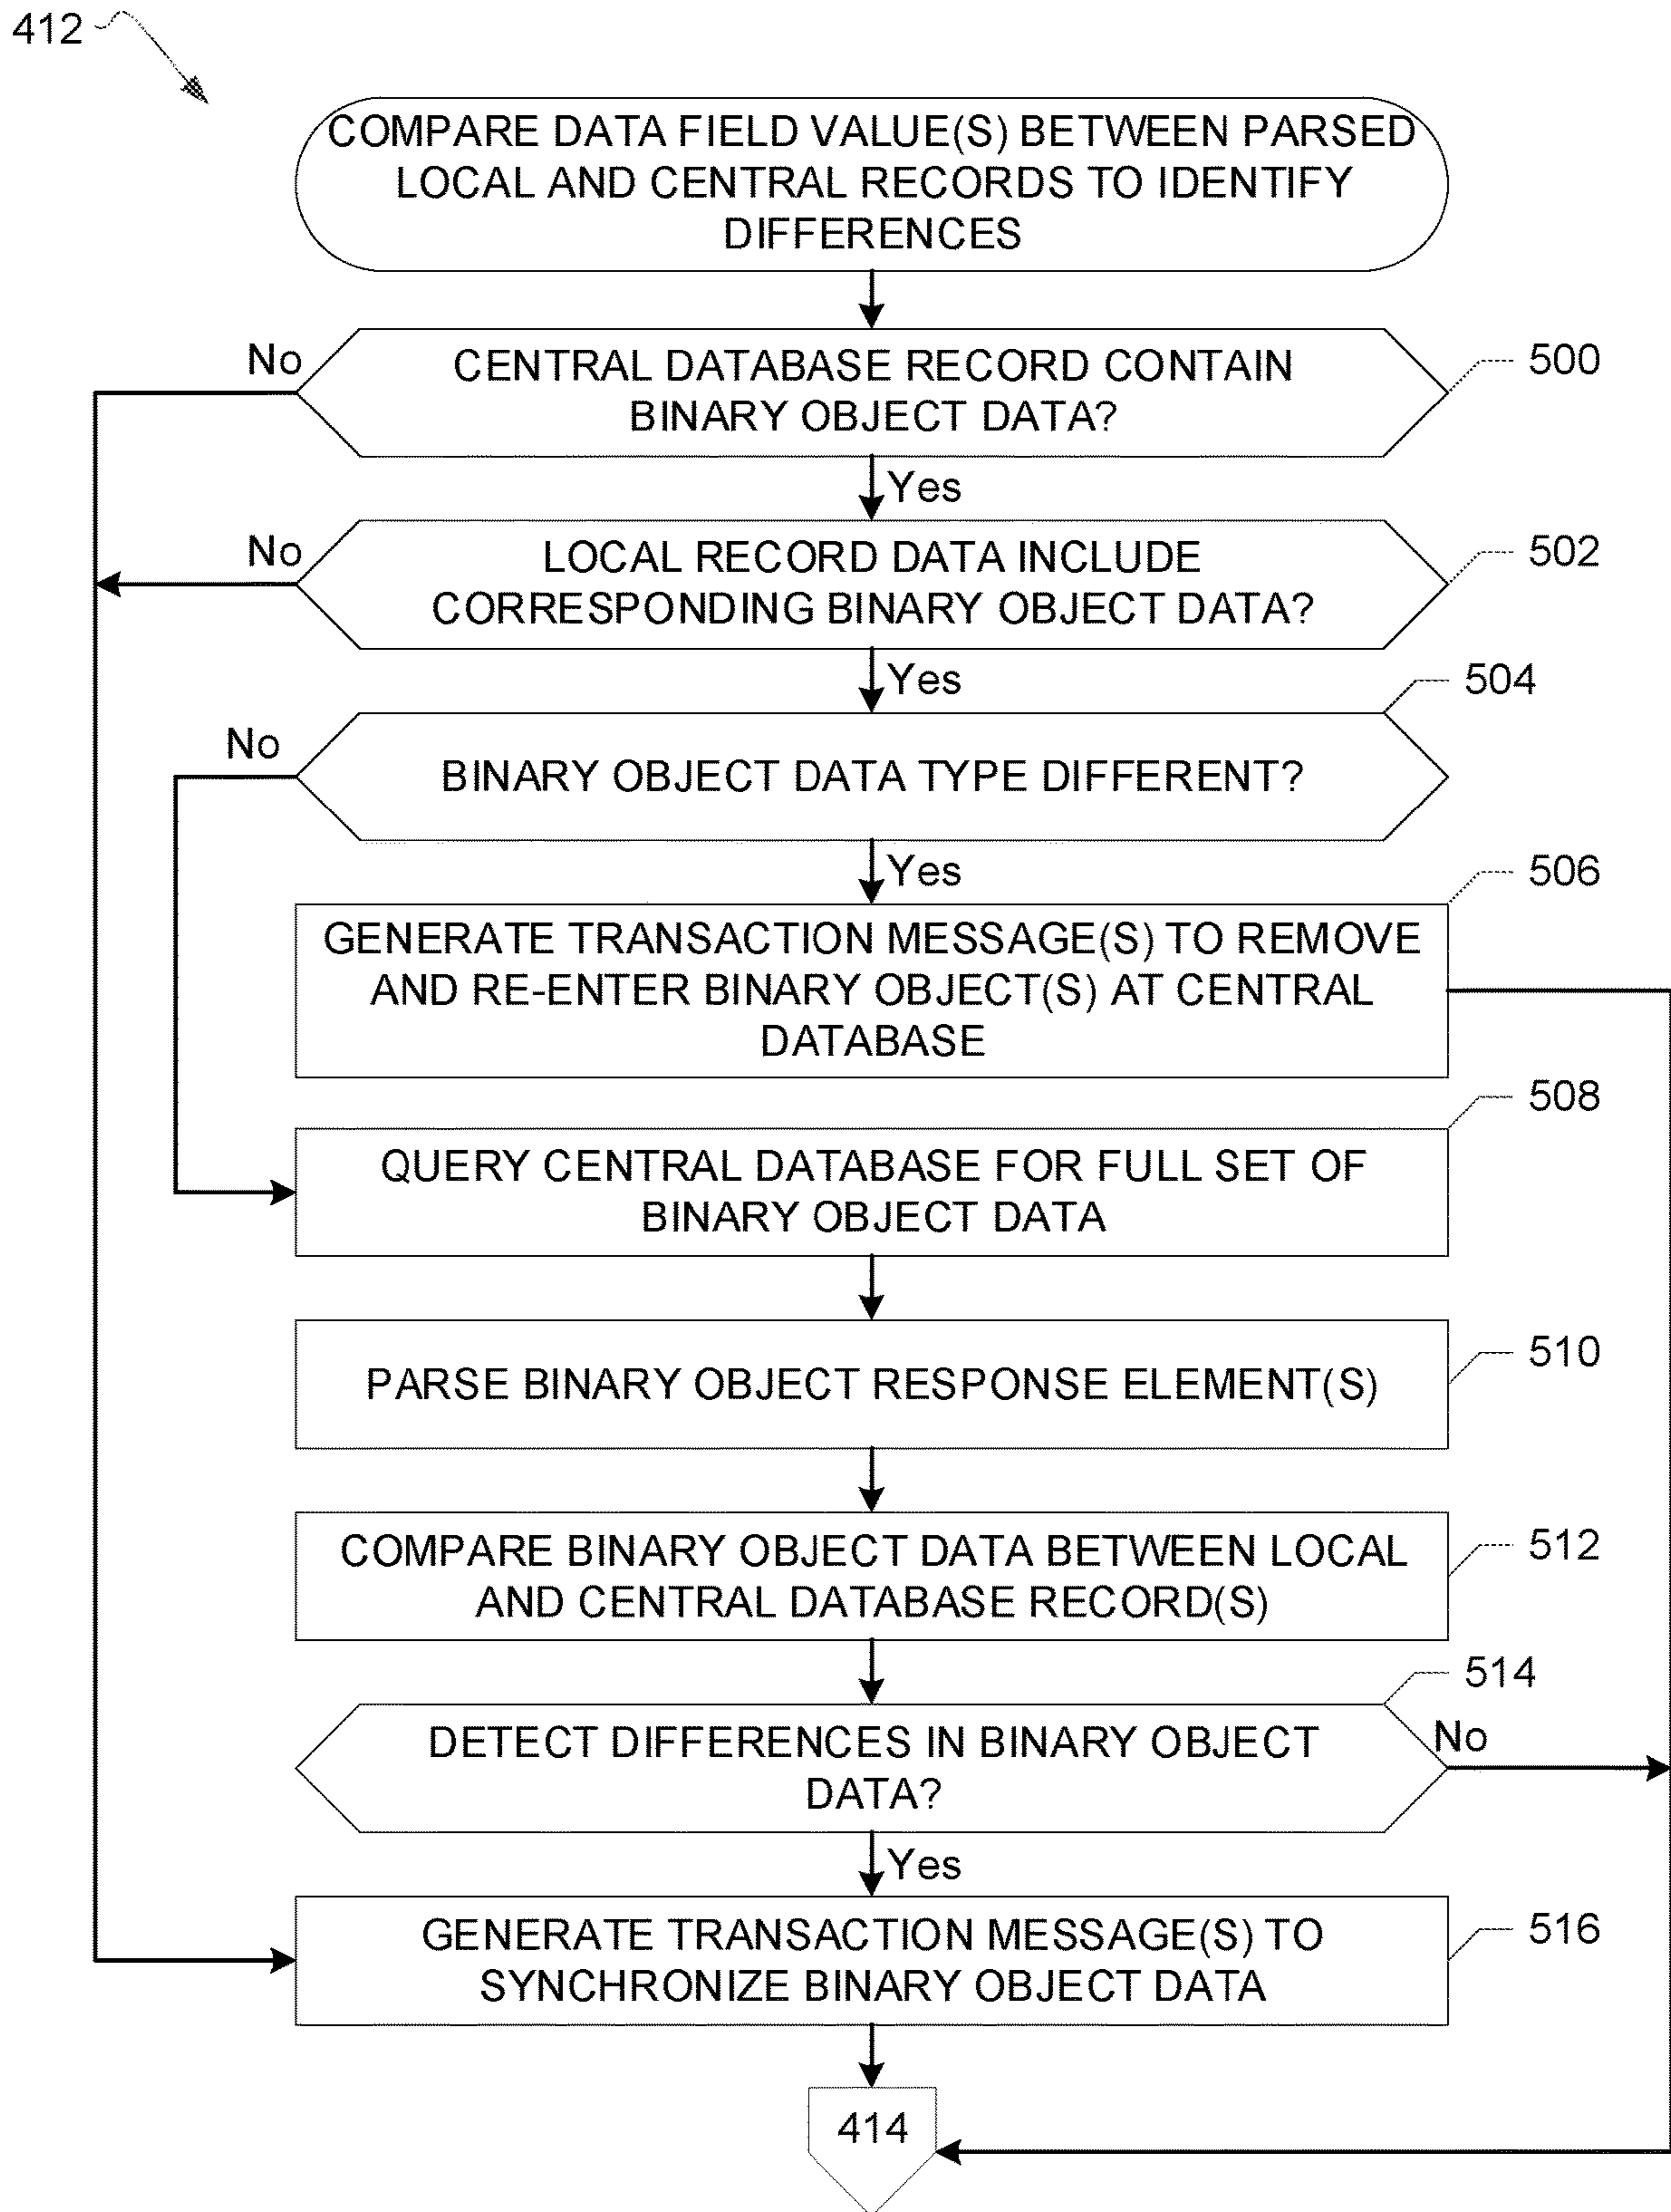 412
COMPARE DATA FIELD VALUE(S) BETWEEN PARSED
LOCAL AND CENTRAL RECORDS TO IDENTIFY
DIFFERENCES
No
CENTRAL DATABASE RECORD CONTAIN
BINARY OBJECT DATA?
500
Yes
No
LOCAL RECORD DATA INCLUDE
CORRESPONDING BINARY OBJECT DATA?
502
Yes
504
No
BINARY OBJECT DATA TYPE DIFFERENT?
Yes
506
GENERATE TRANSACTION MESSAGE(S) TO REMOVE
AND RE-ENTER BINARY OBJECT(S) AT CENTRAL
DATABASE
508
QUERY CENTRAL DATABASE FOR FULL SET OF
BINARY OBJECT DATA
510
PARSE BINARY OBJECT RESPONSE ELEMENT(S)
COMPARE BINARY OBJECT DATA BETWEEN LOCAL
AND CENTRAL DATABASE RECORD(S)
512
514
DETECT DIFFERENCES IN BINARY OBJECT
DATA?
No
Yes
GENERATE TRANSACTION MESSAGE(S) TO
SYNCHRONIZE BINARY OBJECT DATA
516
414